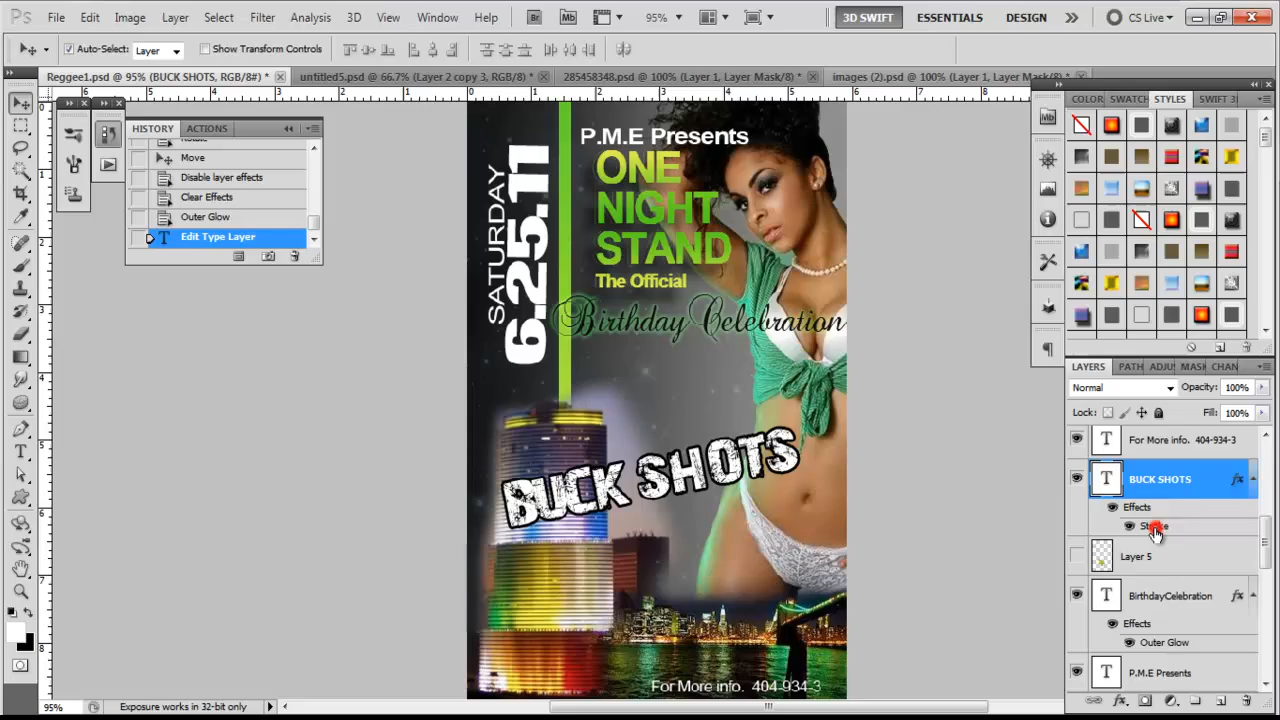 Ps File Edit Image Layer Select Filter Analysis 3D View Window Help Br Mb 95% 3D SWIFT ESSENTIALS DESIGN CS Live
Auto-Select: Layer Show Transform Controls
Reggee1.psd @ 95% (BUCK SHOTS, RGB/8#) * untitled5.psd @ 66.7% (Layer 2 copy 3, RGB/8) * 285458348.psd @ 100% (Layer 1, Layer Mask/8) * images (2).psd @ 100% (Layer 1, Layer Mask/8) *
HISTORY ACTIONS
Rotate
Move
Disable layer effects
Clear Effects
Outer Glow
Edit Type Layer
SATURDAY
6.25.11
P.M.E Presents
ONE
NIGHT
STAND
The Official
Birthday Celebration
BUCK SHOTS
For More info. 404-934-3
COLOR SWATCH STYLES SWIFT 3
LAYERS PATH ADJU MASK CHAN
Normal Opacity: 100%
Lock: Fill: 100%
For More info. 404-934-3
BUCK SHOTS fx
Effects
Layer 5
BirthdayCelebration fx
Effects
Outer Glow
P.M.E Presents
95% Exposure works in 32-bit only